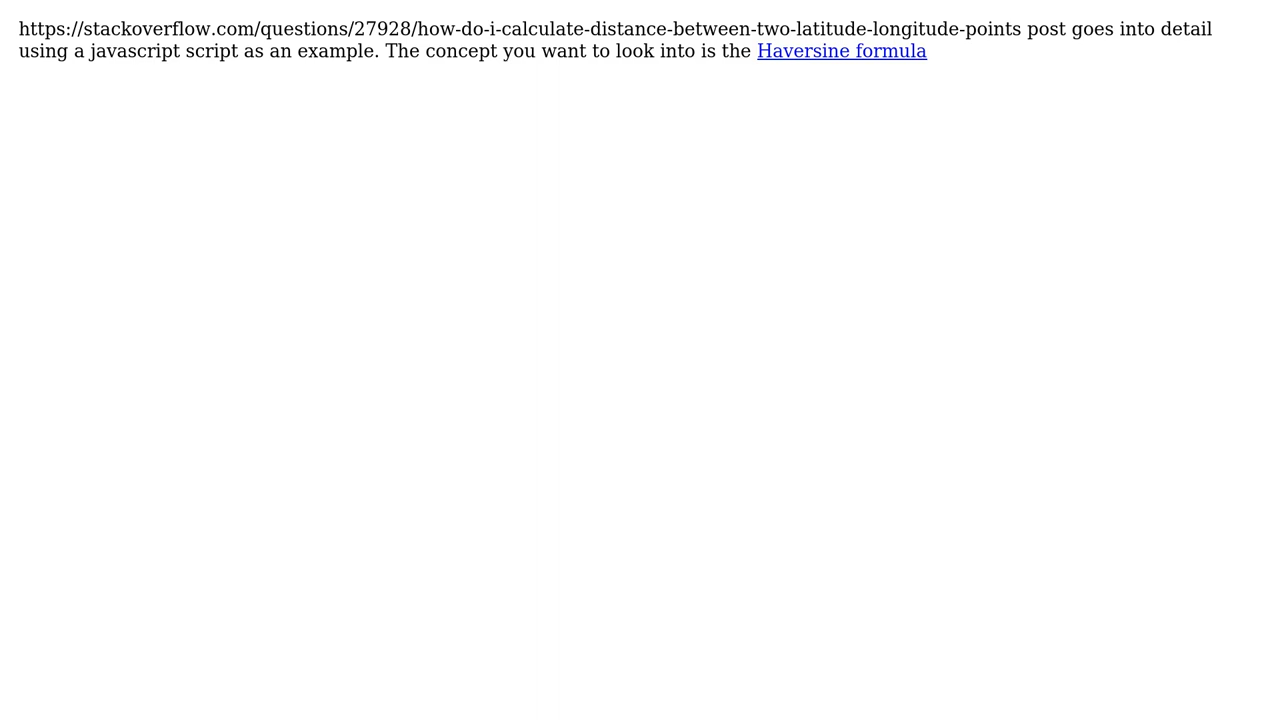 https://stackoverflow.com/questions/27928/how-do-i-calculate-distance-between-two-latitude-longitude-points post goes into detail
using a javascript script as an example. The concept you want to look into is the Haversine formula